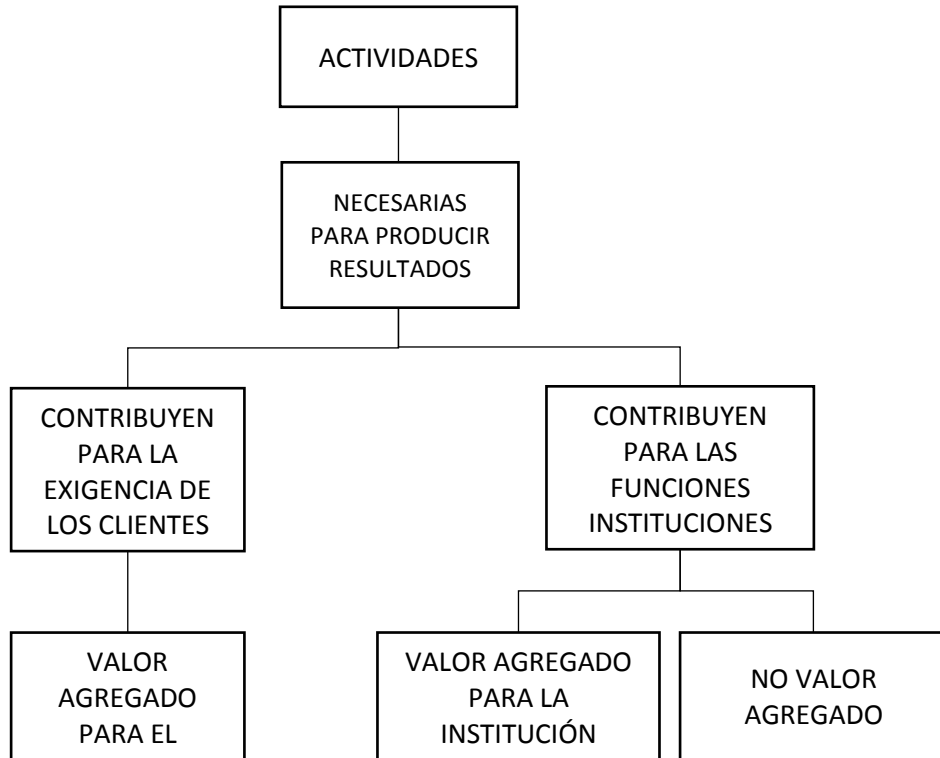 ACTIVIDADES
NECESARIAS
PARA PRODUCIR
RESULTADOS
CONTRIBUYEN
PARA LA
EXIGENCIA DE
LOS CLIENTES
CONTRIBUYEN
PARA LAS
FUNCIONES
INSTITUCIONES
VALOR
AGREGADO
PARA EL
VALOR AGREGADO
PARA LA
INSTITUCIÓN
NO VALOR
AGREGADO